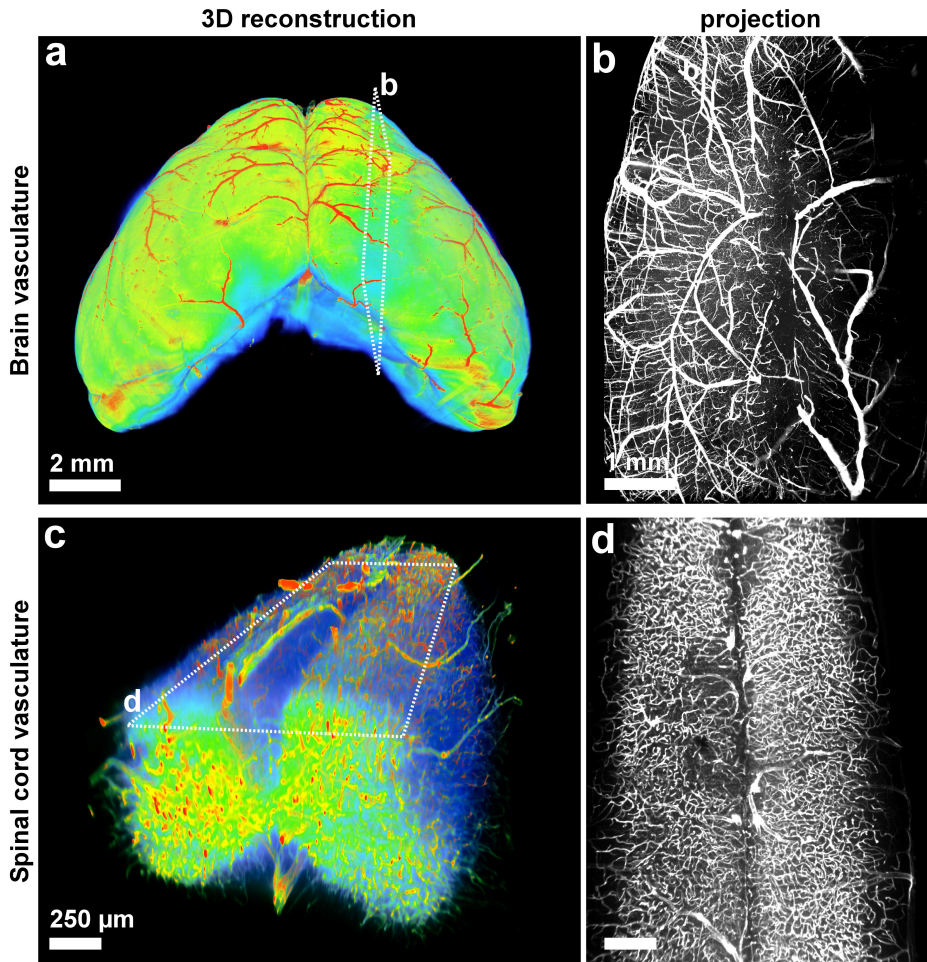 3D reconstruction
projection
Brain vasculature
a
b
2 mm
b
b
1 mm
Spinal cord vasculature
c
d
250 µm
d